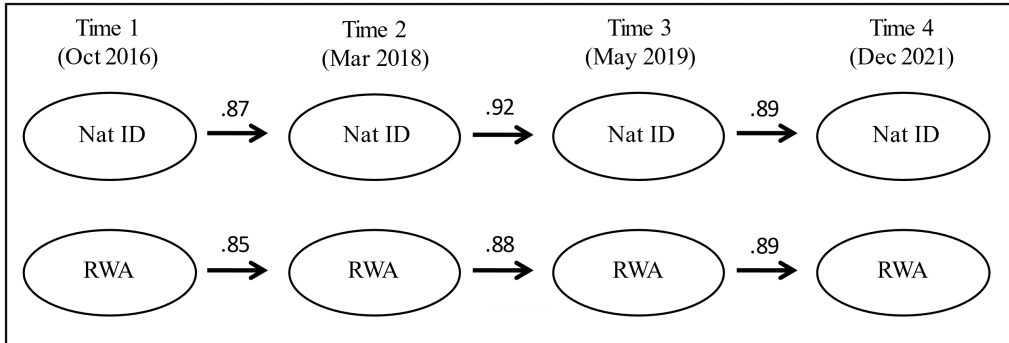 Time 1
(Oct 2016)
Time 2
(Mar 2018)
Time 3
(May 2019)
Time 4
(Dec 2021)
Nat ID
.87
Nat ID
.92
Nat ID
.89
Nat ID
RWA
.85
RWA
.88
RWA
.89
RWA